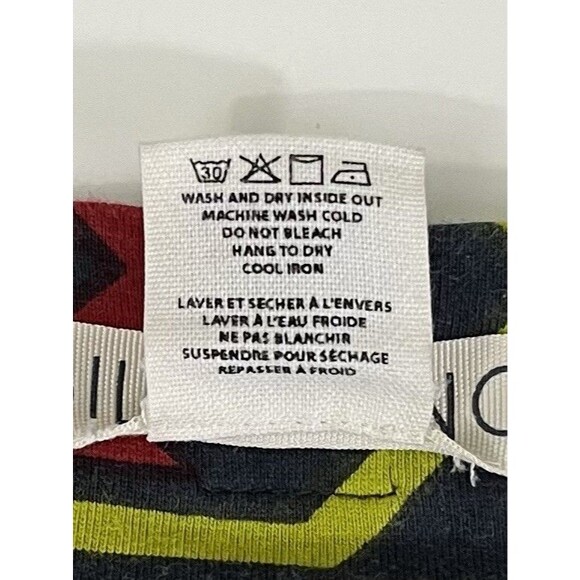 30
WASH AND DRY INSIDE OUT
MACHINE WASH COLD
DO NOT BLEACH
HANG TO DRY
COOL IRON
LAVER ET SECHER À L'ENVERS
LAVER À L'EAU FROIDE
NE PAS BLANCHIR
SUSPENDRE POUR SÉCHAGE
REPASSER À FROID